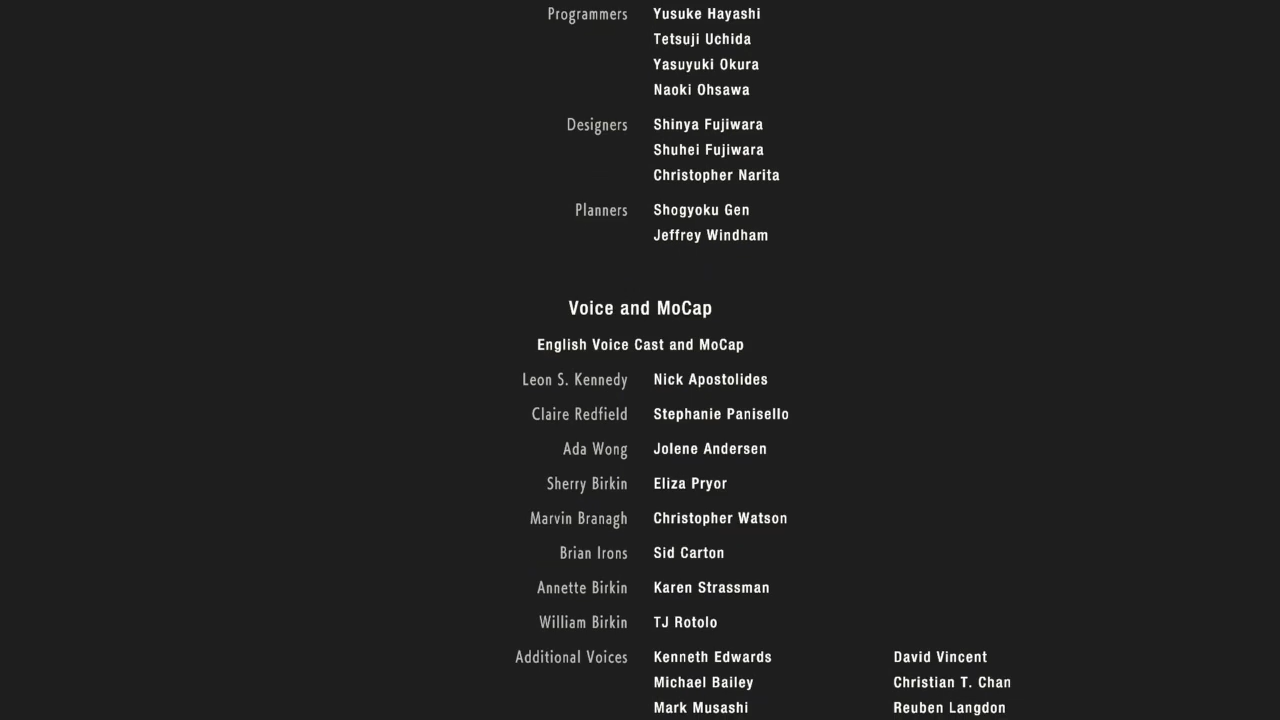 Programmers Yusuke Hayashi
Tetsuji Uchida
Yasuyuki Okura
Naoki Ohsawa
Designers Shinya Fujiwara
Shuhei Fujiwara
Christopher Narita
Planners Shogyoku Gen
Jeffrey Windham
Voice and MoCap
English Voice Cast and MoCap
Leon S. Kennedy Nick Apostolides
Claire Redfield Stephanie Panisello
Ada Wong Jolene Andersen
Sherry Birkin Eliza Pryor
Marvin Branagh Christopher Watson
Brian Irons Sid Carton
Annette Birkin Karen Strassman
William Birkin TJ Rotolo
Additional Voices Kenneth Edwards David Vincent
Michael Bailey Christian T. Chan
Mark Musashi Reuben Langdon